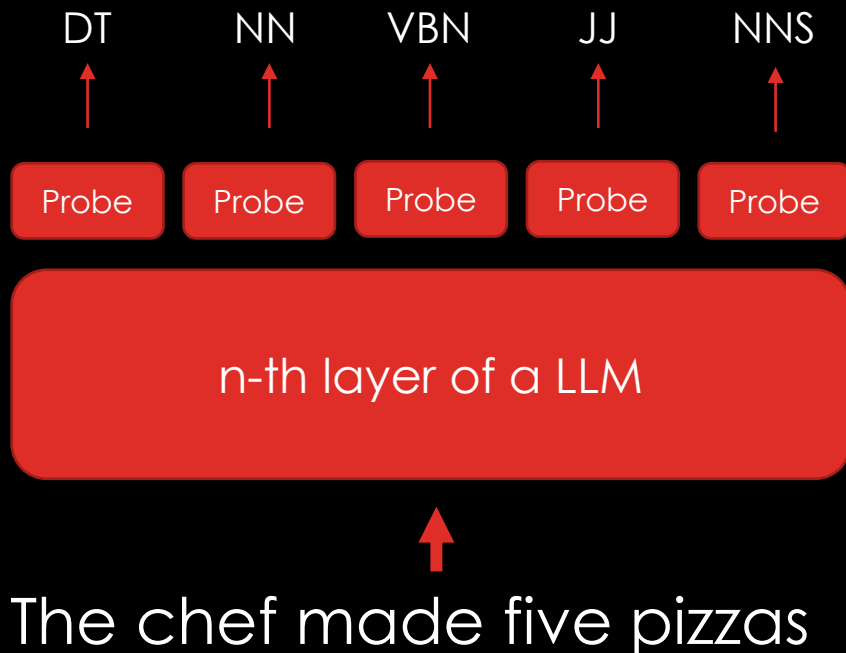 DT NN VBN JJ NNS
Probe Probe Probe Probe Probe
n-th layer of a LLM
The chef made five pizzas